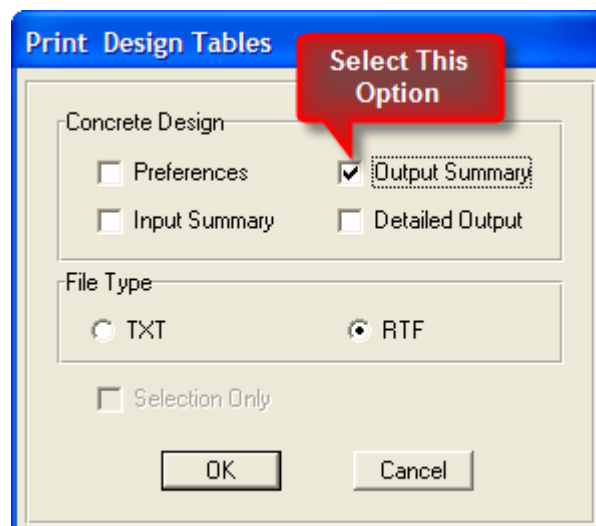 Print Design Tables
Select This
Option
Concrete Design
Preferences
Output Summary
Input Summary
Detailed Output
File Type
TXT
RTF
Selection Only
OK
Cancel